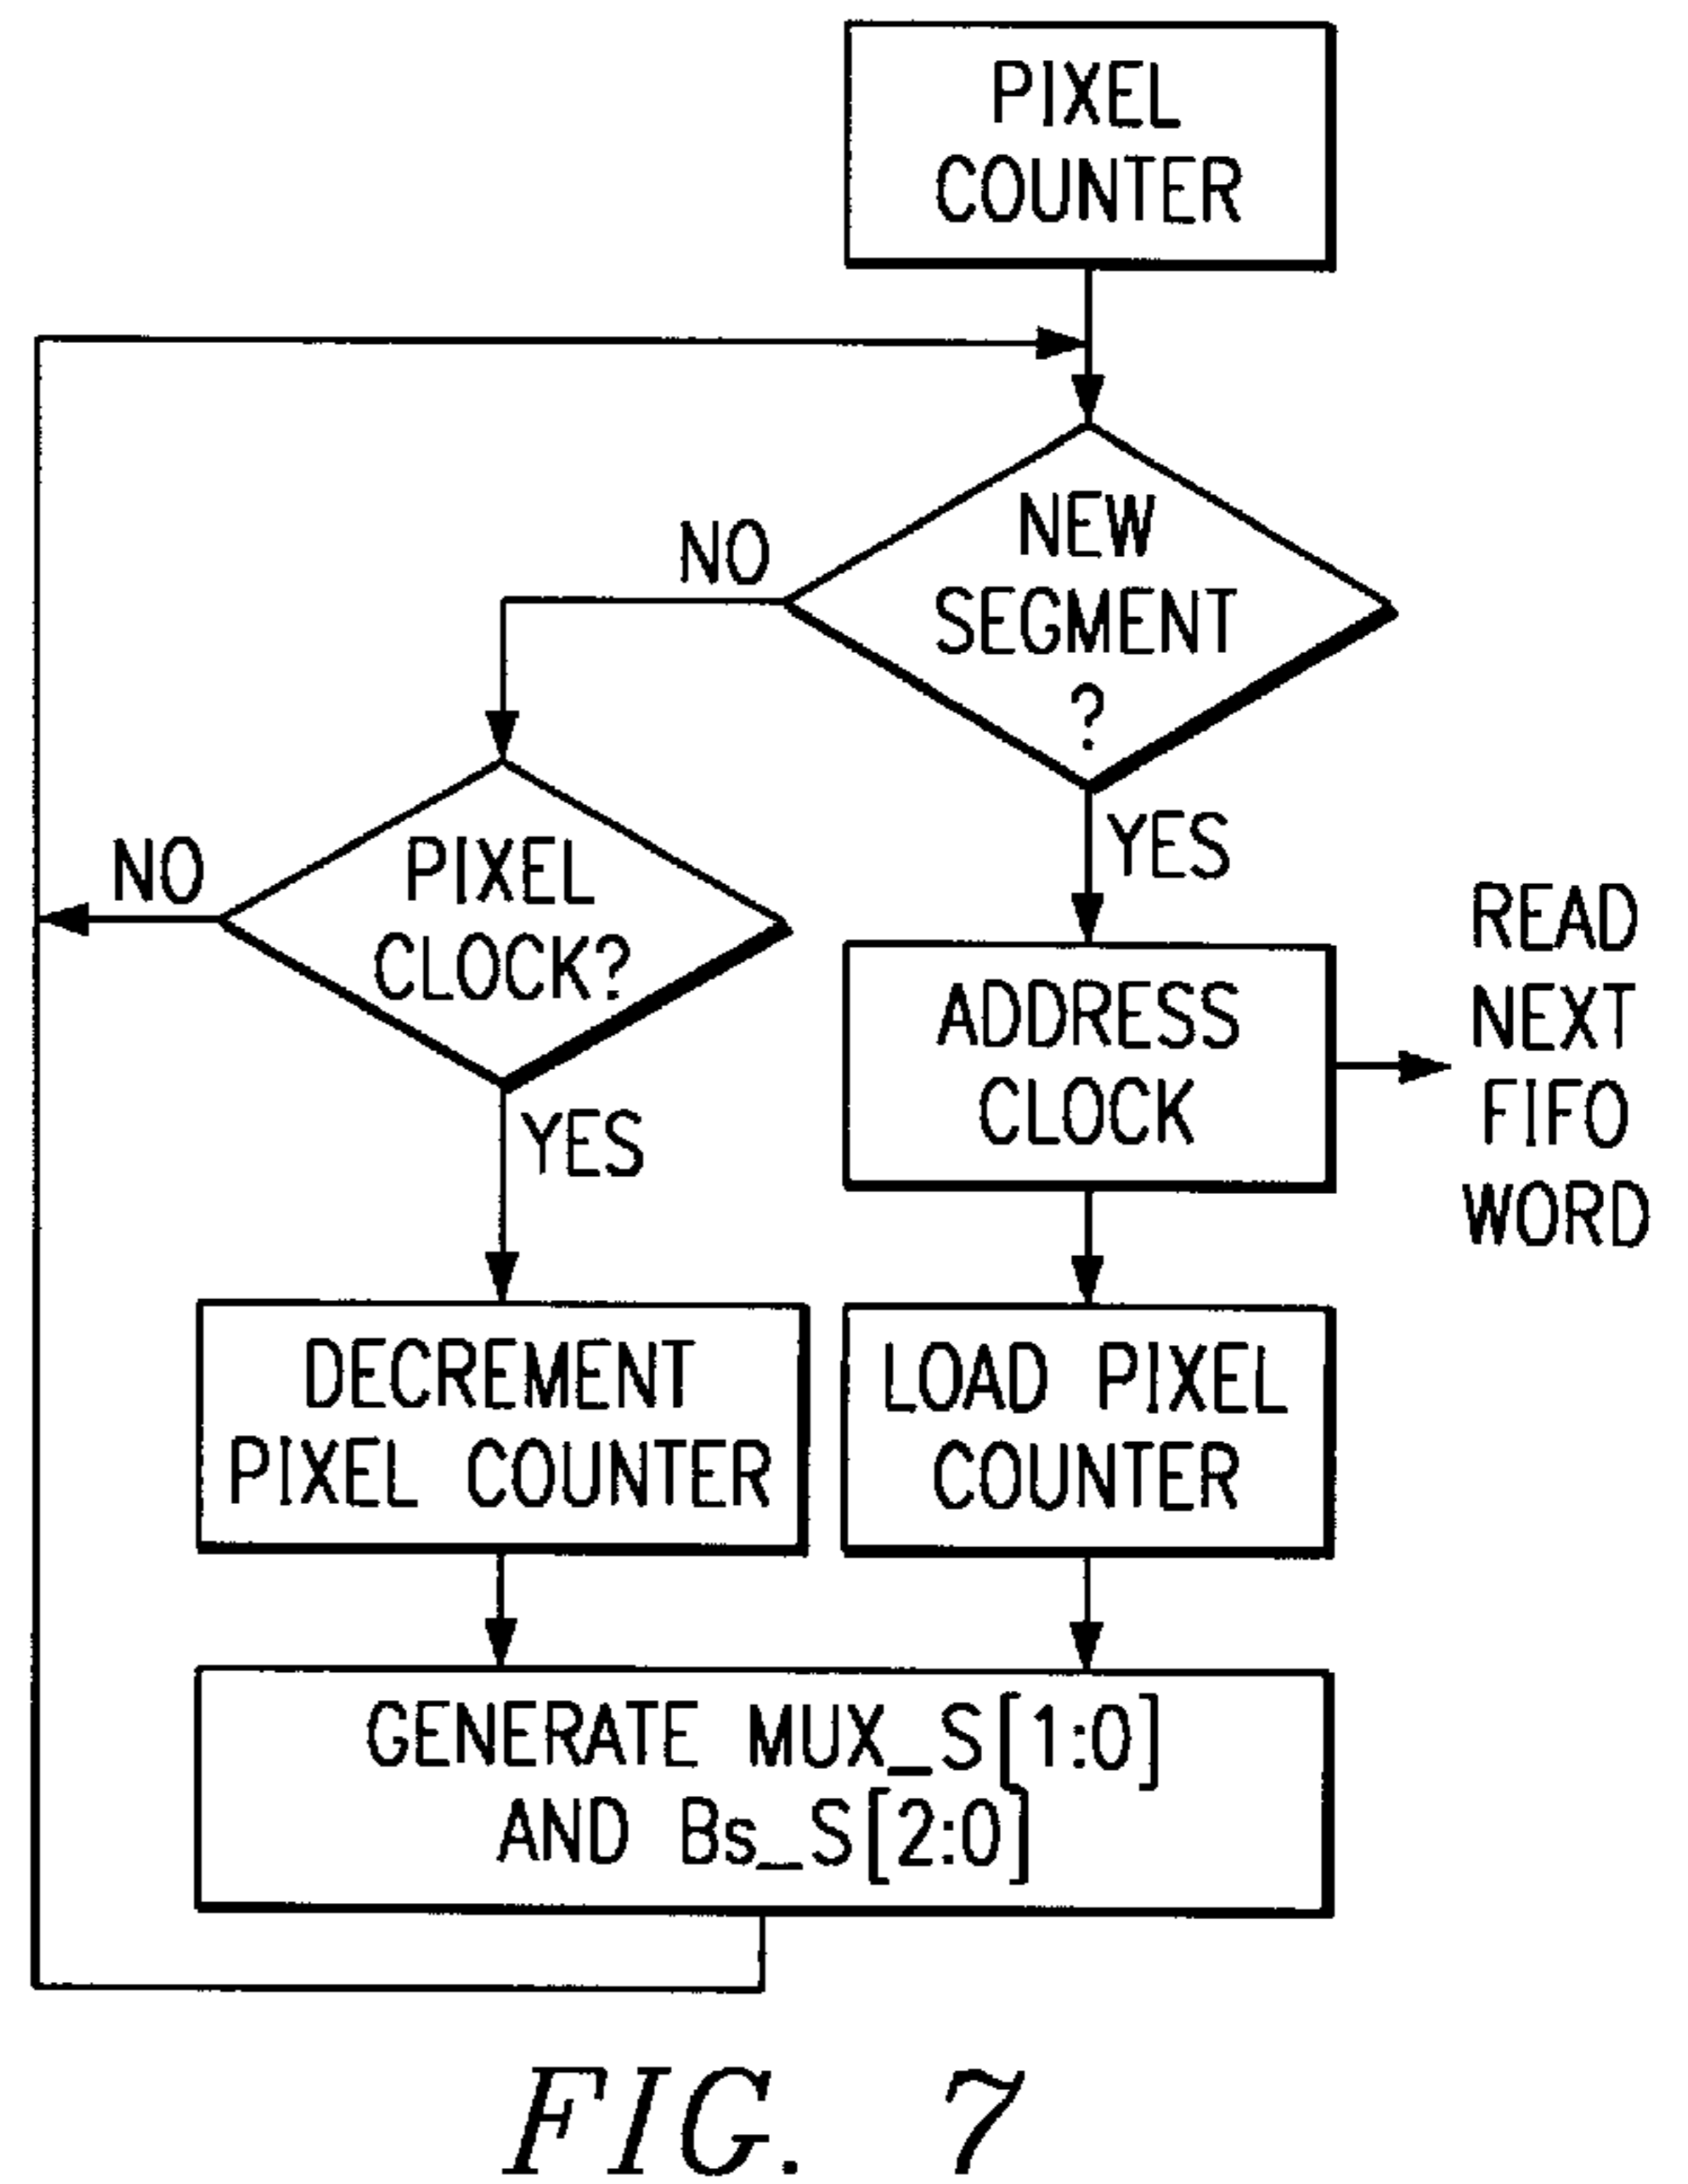 PIXEL
COUNTER
NEW
SEGMENT
?
NO
YES
PIXEL
CLOCK?
NO
YES
ADDRESS
CLOCK
READ
NEXT
FIFO
WORD
DECREMENT
PIXEL COUNTER
LOAD PIXEL
COUNTER
GENERATE MUX_S[1:0]
AND Bs_S[2:0]
FIG. 7